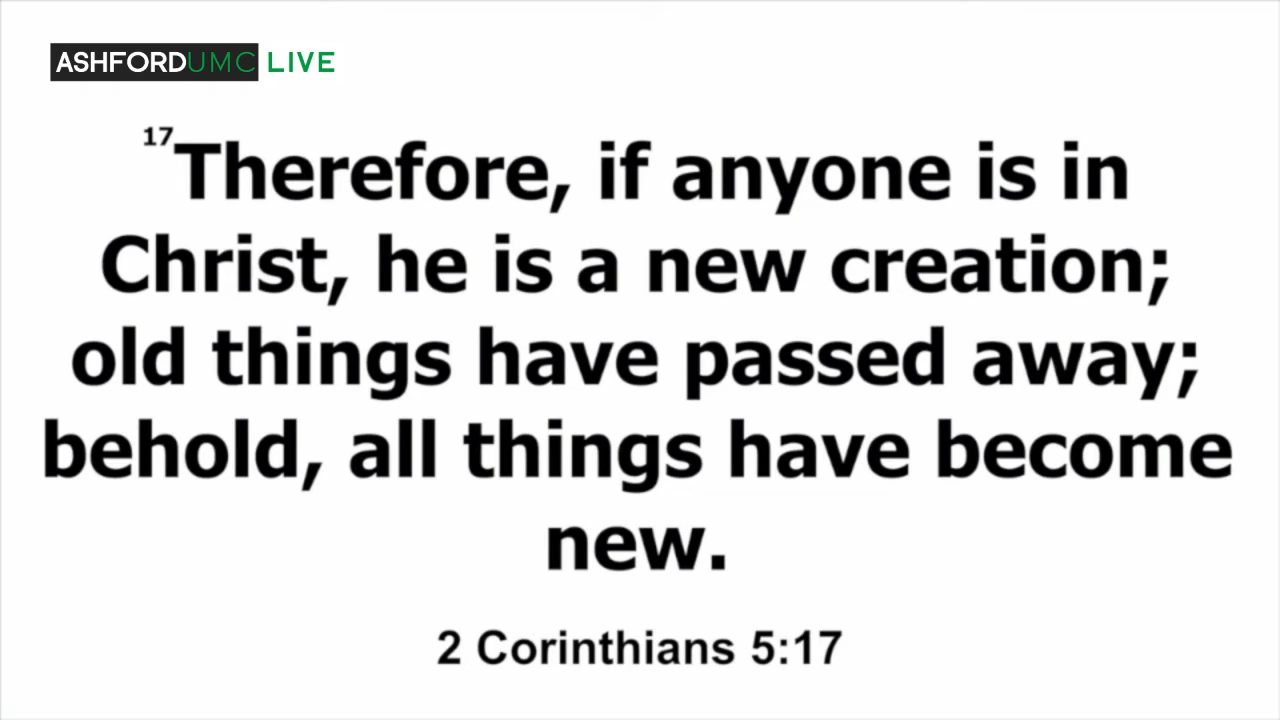 ASHFORDUMC LIVE
17Therefore, if anyone is in
Christ, he is a new creation;
old things have passed away;
behold, all things have become
new.
2 Corinthians 5:17